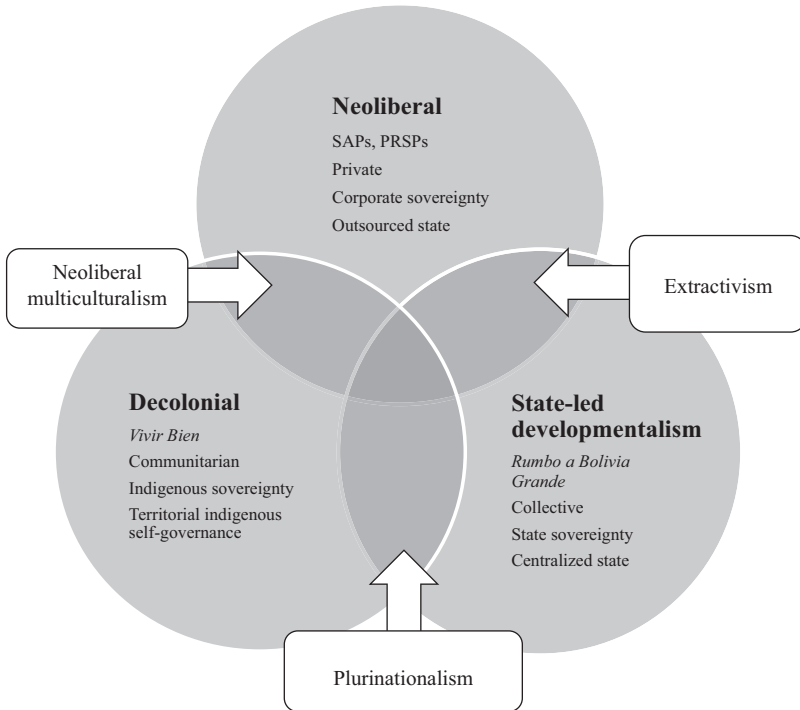 Neoliberal
SAPs, PRSPs
Private
Corporate sovereignty
Outsourced state
Neoliberal
multiculturalism
Extractivism
Decolonial
Vivir Bien
Communitarian
Indigenous sovereignty
Territorial indigenous
self-governance
State-led
developmentalism
Rumbo a Bolivia
Grande
Collective
State sovereignty
Centralized state
Plurinationalism